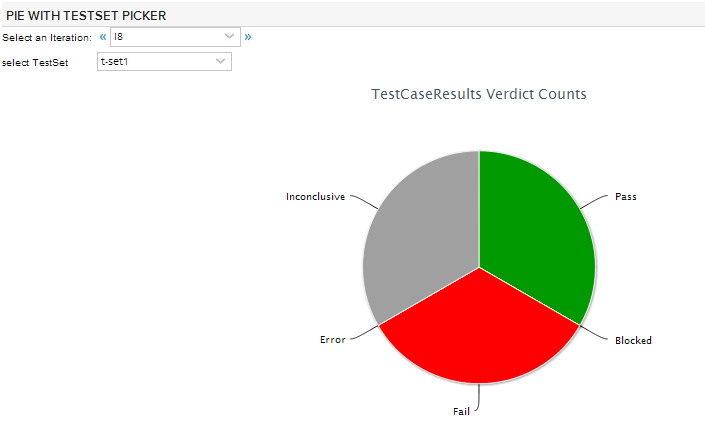 PIE WITH TESTSET PICKER
Select an Iteration: « I8 »
select TestSet t-set1
TestCaseResults Verdict Counts
Inconclusive Pass
Error Blocked
Fail